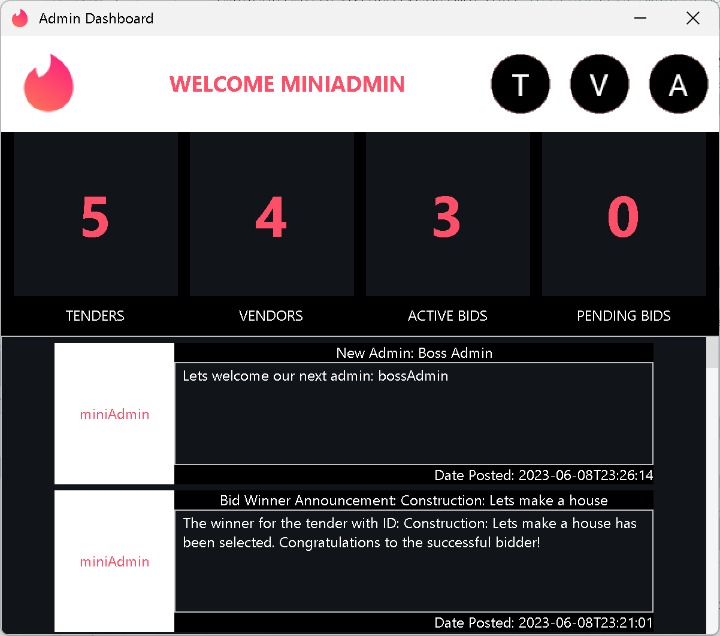 Admin Dashboard
WELCOME MINIADMIN
T
V
A
5
4
3
0
TENDERS
VENDORS
ACTIVE BIDS
PENDING BIDS
miniAdmin
New Admin: Boss Admin
Lets welcome our next admin: bossAdmin
Date Posted: 2023-06-08T23:26:14
miniAdmin
Bid Winner Announcement: Construction: Lets make a house
The winner for the tender with ID: Construction: Lets make a house has
been selected. Congratulations to the successful bidder!
Date Posted: 2023-06-08T23:21:01